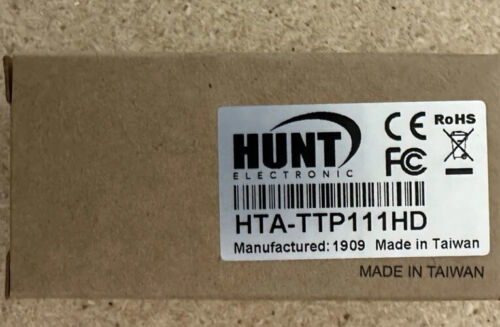 HUNT
ELECTRONIC
CE
FC
RoHS
HTA-TTP111HD
Manufactured: 1909 Made in Taiwan
MADE IN TAIWAN